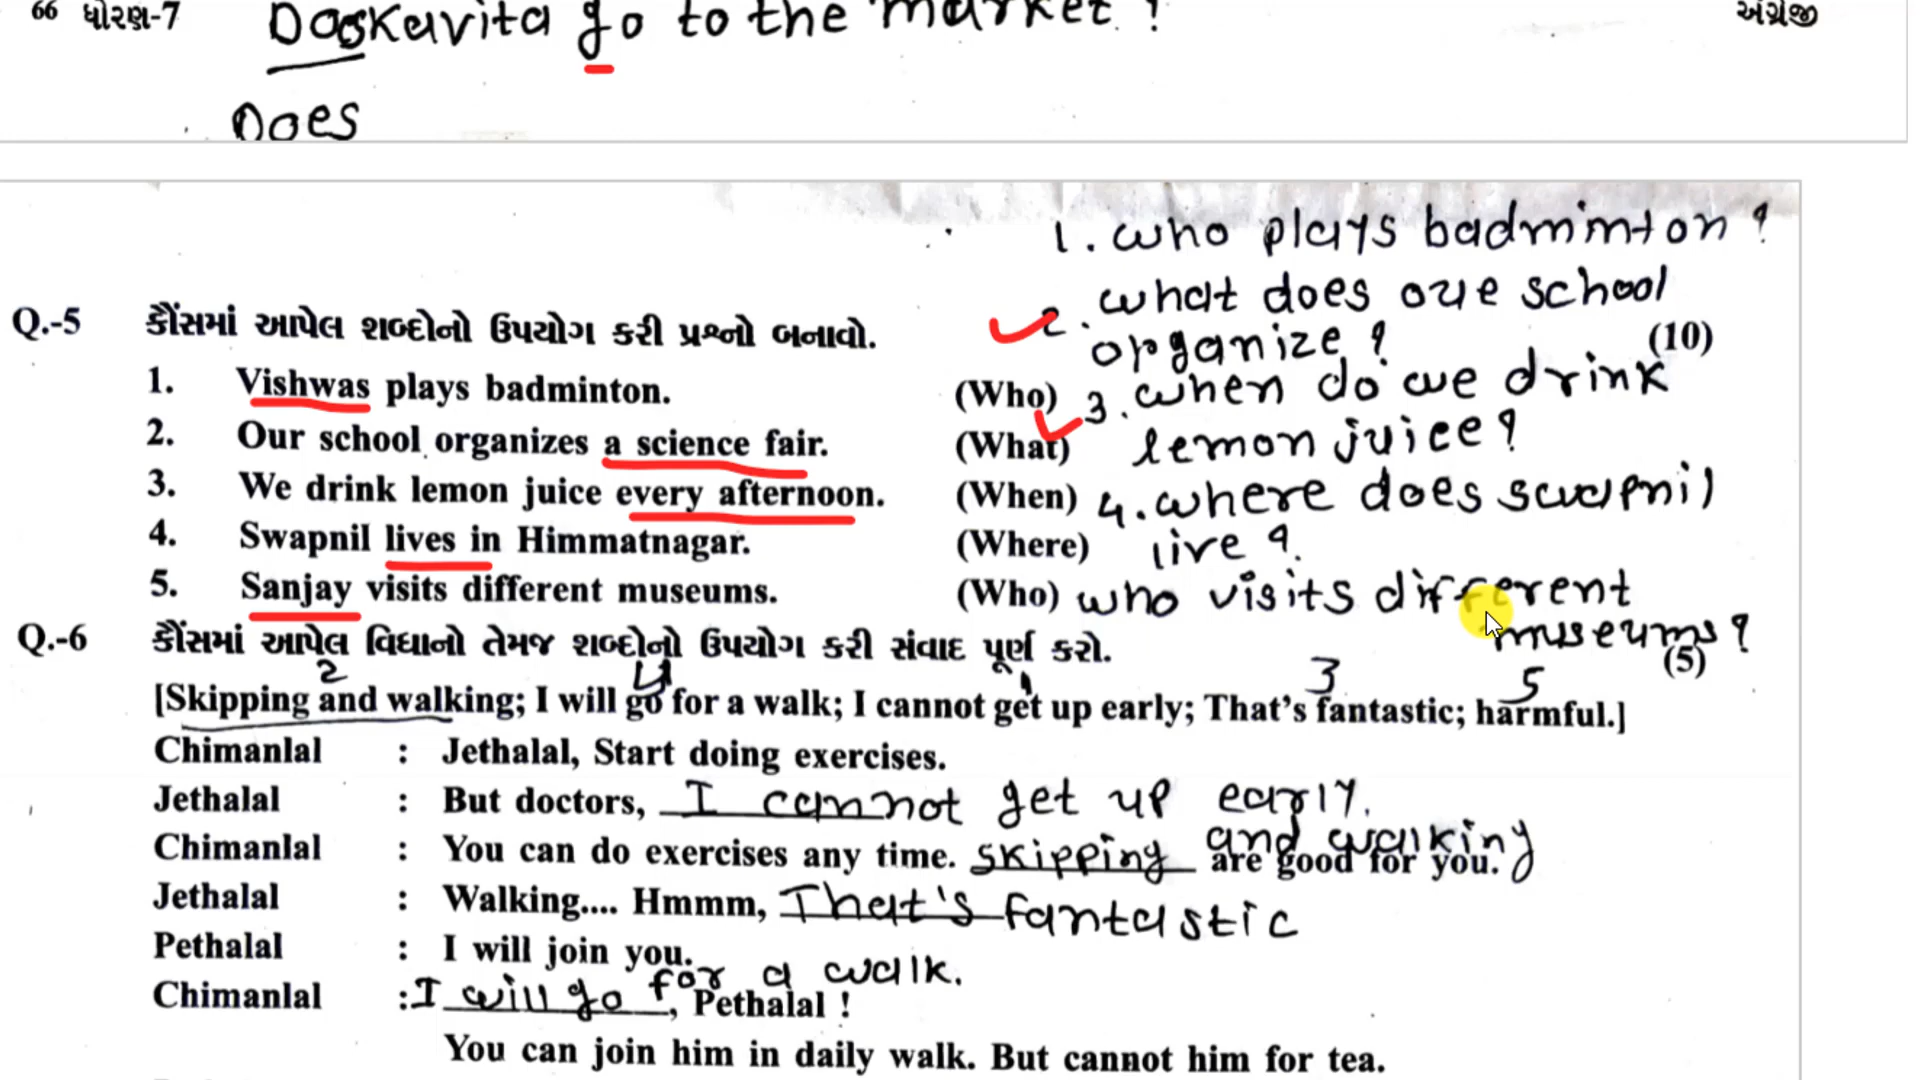 66 ધોરણ-7
DoesKavita go to the market ?
અંગ્રેજી
Does
1. who plays badminton ?
2. what does our school
organize ?
Q.-5 કૌંસમાં આપેલ શબ્દોનો ઉપયોગ કરી પ્રશ્નો બનાવો. (10)
1. Vishwas plays badminton. (Who)
3. when do we drink
2. Our school organizes a science fair. (What)
lemon juice ?
3. We drink lemon juice every afternoon. (When)
4. where does swapnil
4. Swapnil lives in Himmatnagar. (Where)
live ?
5. Sanjay visits different museums. (Who)
who visits different
museums ?
Q.-6 કૌંસમાં આપેલ વિધાનો તેમજ શબ્દોનો ઉપયોગ કરી સંવાદ પૂર્ણ કરો. (5)
2 4 1 3 5
[Skipping and walking; I will go for a walk; I cannot get up early; That's fantastic; harmful.]
Chimanlal : Jethalal, Start doing exercises.
Jethalal : But doctors, I cannot get up early.
Chimanlal : You can do exercises any time. skipping and walking are good for you.
Jethalal : Walking.... Hmmm, That's fantastic
Pethalal : I will join you.
Chimanlal : I will go for a walk. , Pethalal !
You can join him in daily walk. But cannot him for tea.